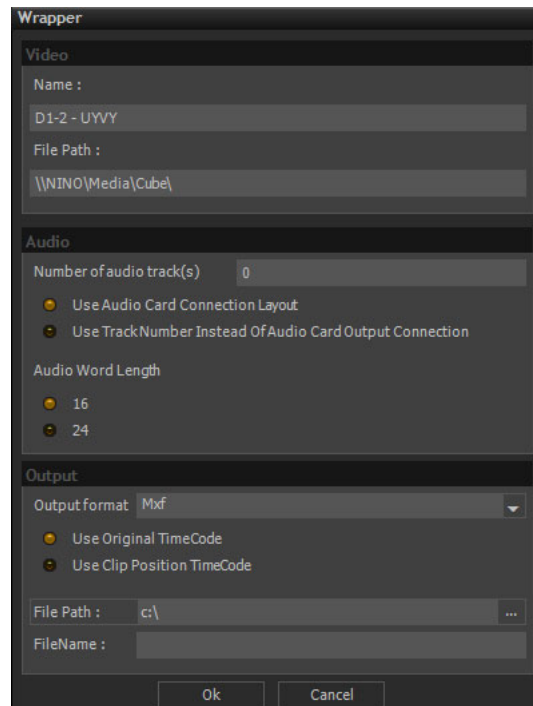 Wrapper
Video
Name :
D1-2 - UYVY
File Path :
\\NINO\Media\Cube\
Audio
Number of audio track(s) 0
Use Audio Card Connection Layout
Use Track Number Instead Of Audio Card Output Connection
Audio Word Length
16
24
Output
Output format Mxf
Use Original TimeCode
Use Clip Position TimeCode
File Path : c:\ ...
FileName :
Ok Cancel